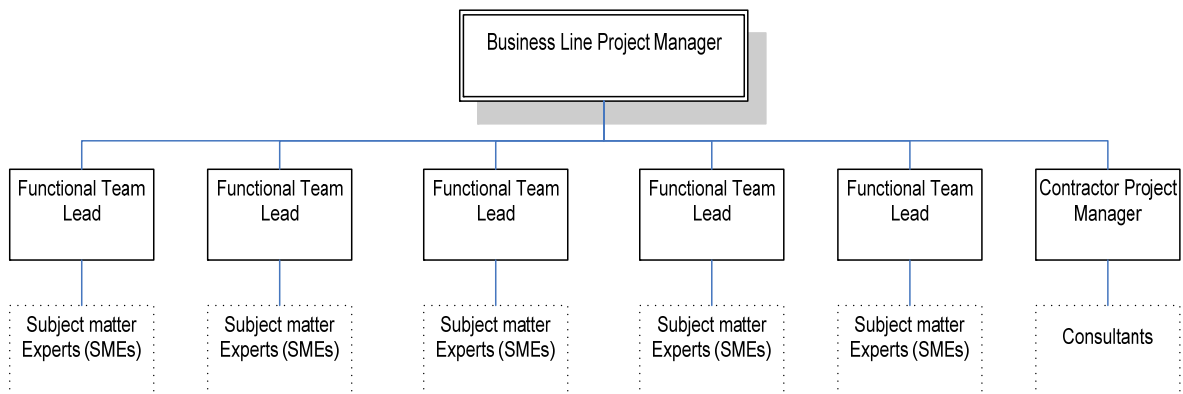 Business Line Project Manager
Functional Team
Lead
Functional Team
Lead
Functional Team
Lead
Functional Team
Lead
Functional Team
Lead
Contractor Project
Manager
Subject matter
Experts (SMEs)
Subject matter
Experts (SMEs)
Subject matter
Experts (SMEs)
Subject matter
Experts (SMEs)
Subject matter
Experts (SMEs)
Consultants